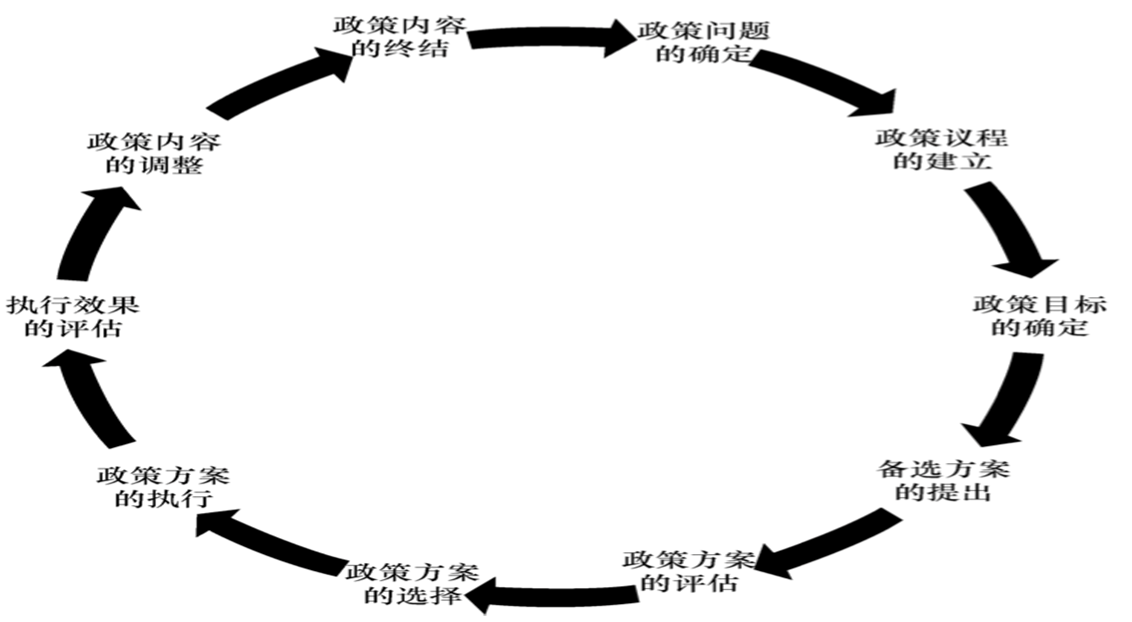 政策内容
的终结
政策问题
的确定
政策议程
的建立
政策目标
的确定
备选方案
的提出
政策方案
的评估
政策方案
的选择
政策方案
的执行
执行效果
的评估
政策内容
的调整